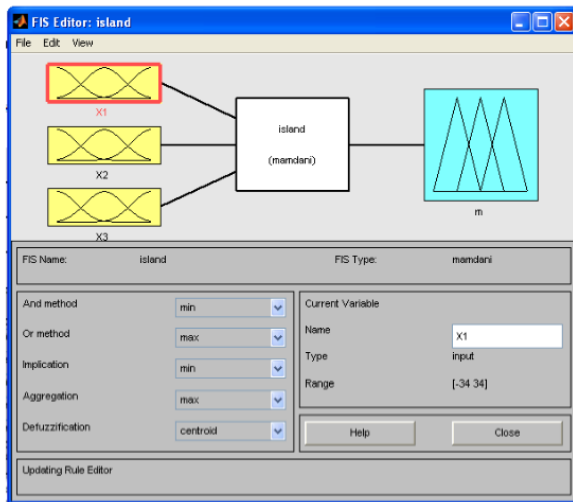 FIS Editor: island
File Edit View
X1
X2
X3
island
(mamdani)
m
FIS Name: island FIS Type: mamdani
And method min
Or method max
Implication min
Aggregation max
Defuzzification centroid
Current Variable
Name X1
Type input
Range [-34 34]
Help Close
Updating Rule Editor